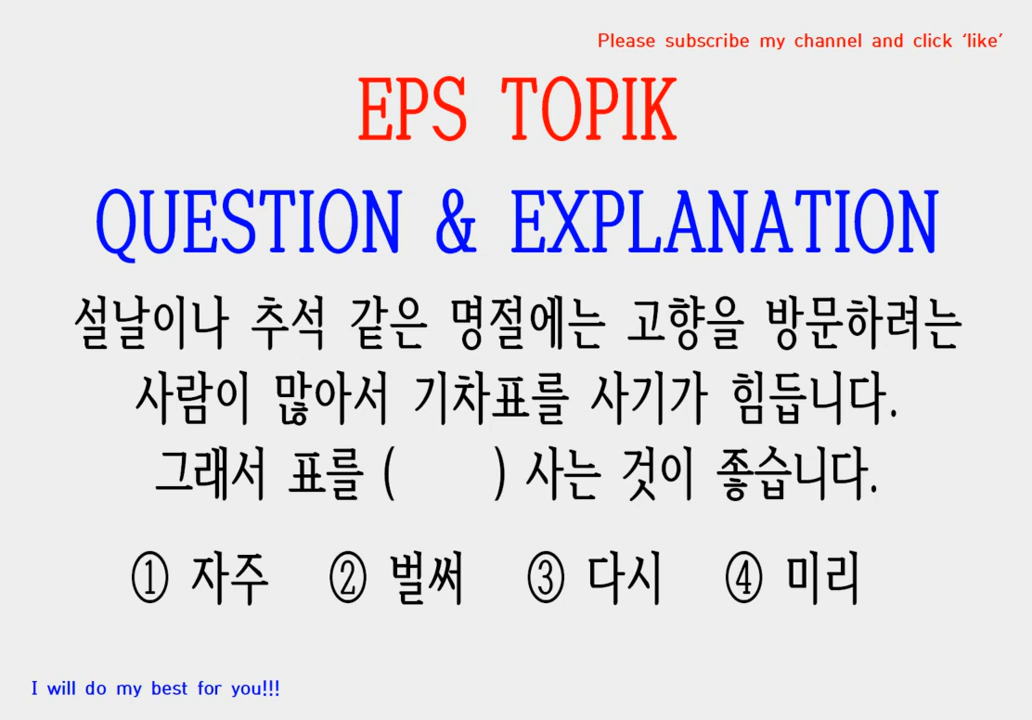 Please subscribe my channel and click ‘like’
EPS TOPIK
QUESTION & EXPLANATION
설날이나 추석 같은 명절에는 고향을 방문하려는
사람이 많아서 기차표를 사기가 힘듭니다.
그래서 표를 (     ) 사는 것이 좋습니다.
① 자주 ② 벌써 ③ 다시 ④ 미리
I will do my best for you!!!